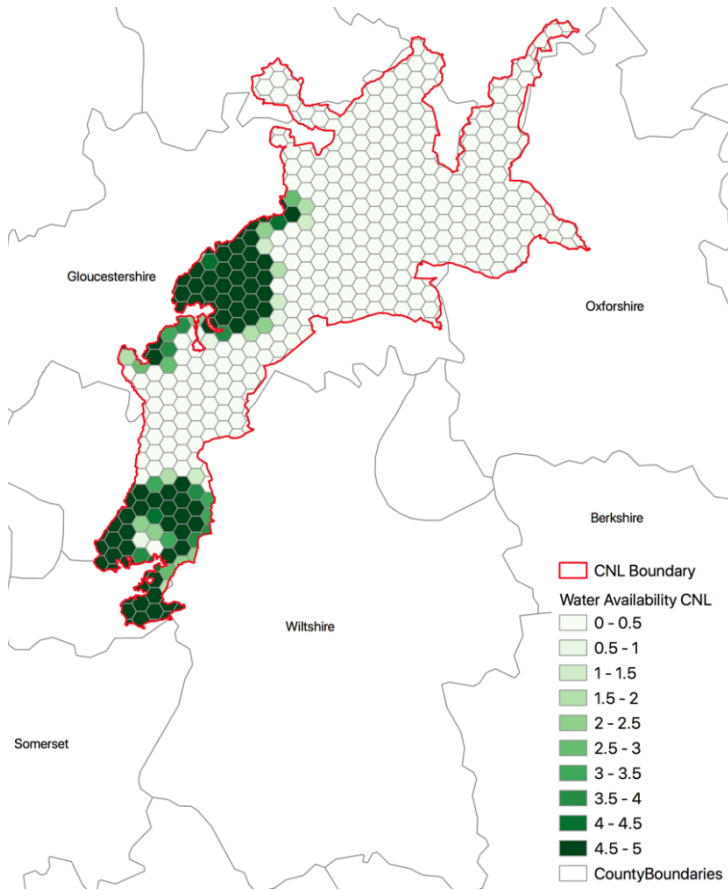 Gloucestershire
Oxforshire
Berkshire
Wiltshire
Somerset
CNL Boundary
Water Availability CNL
0 - 0.5
0.5 - 1
1 - 1.5
1.5 - 2
2 - 2.5
2.5 - 3
3 - 3.5
3.5 - 4
4 - 4.5
4.5 - 5
CountyBoundaries